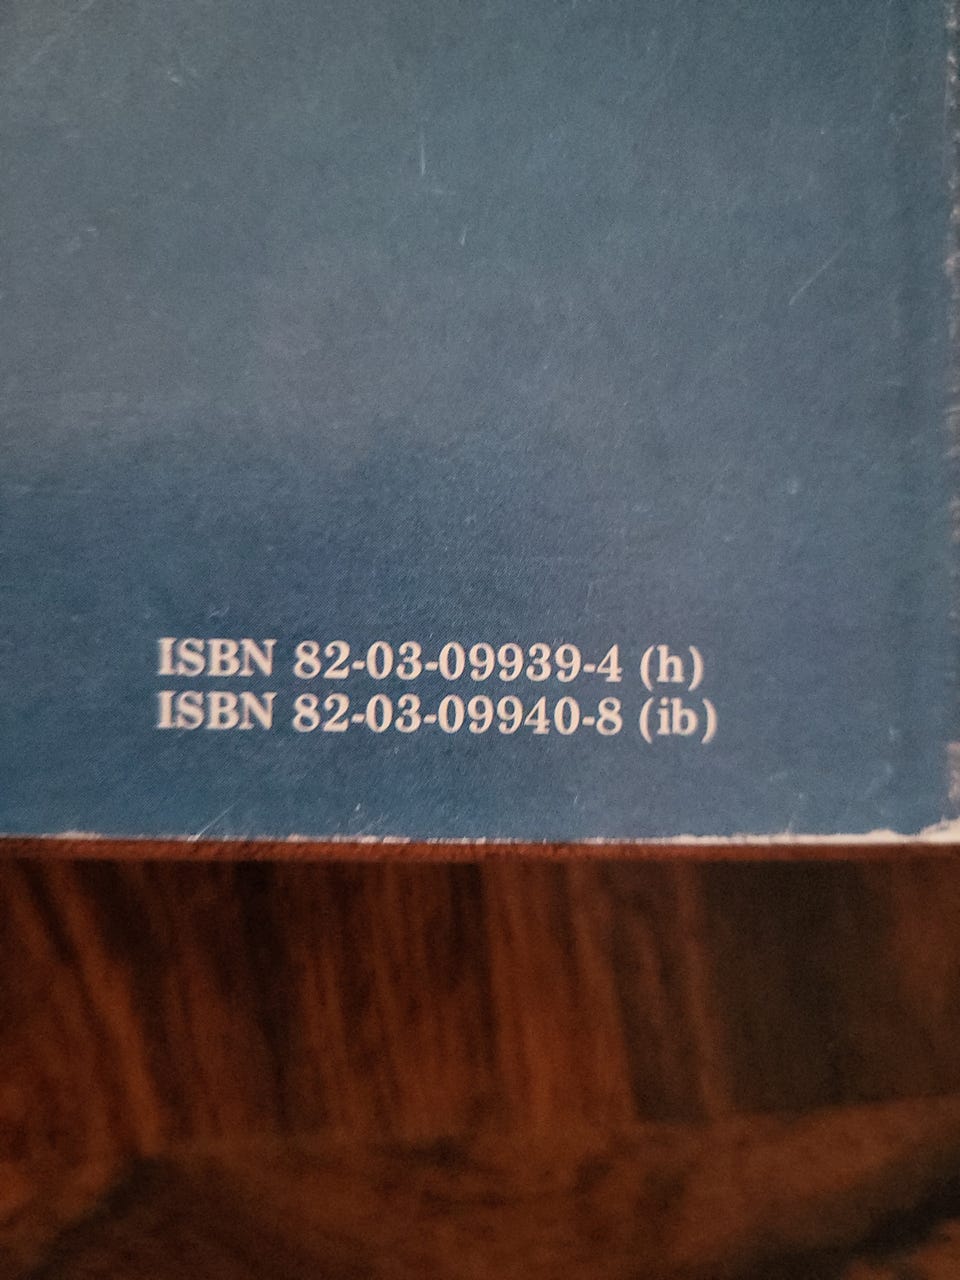 ISBN 82-03-09939-4 (h)
ISBN 82-03-09940-8 (ib)